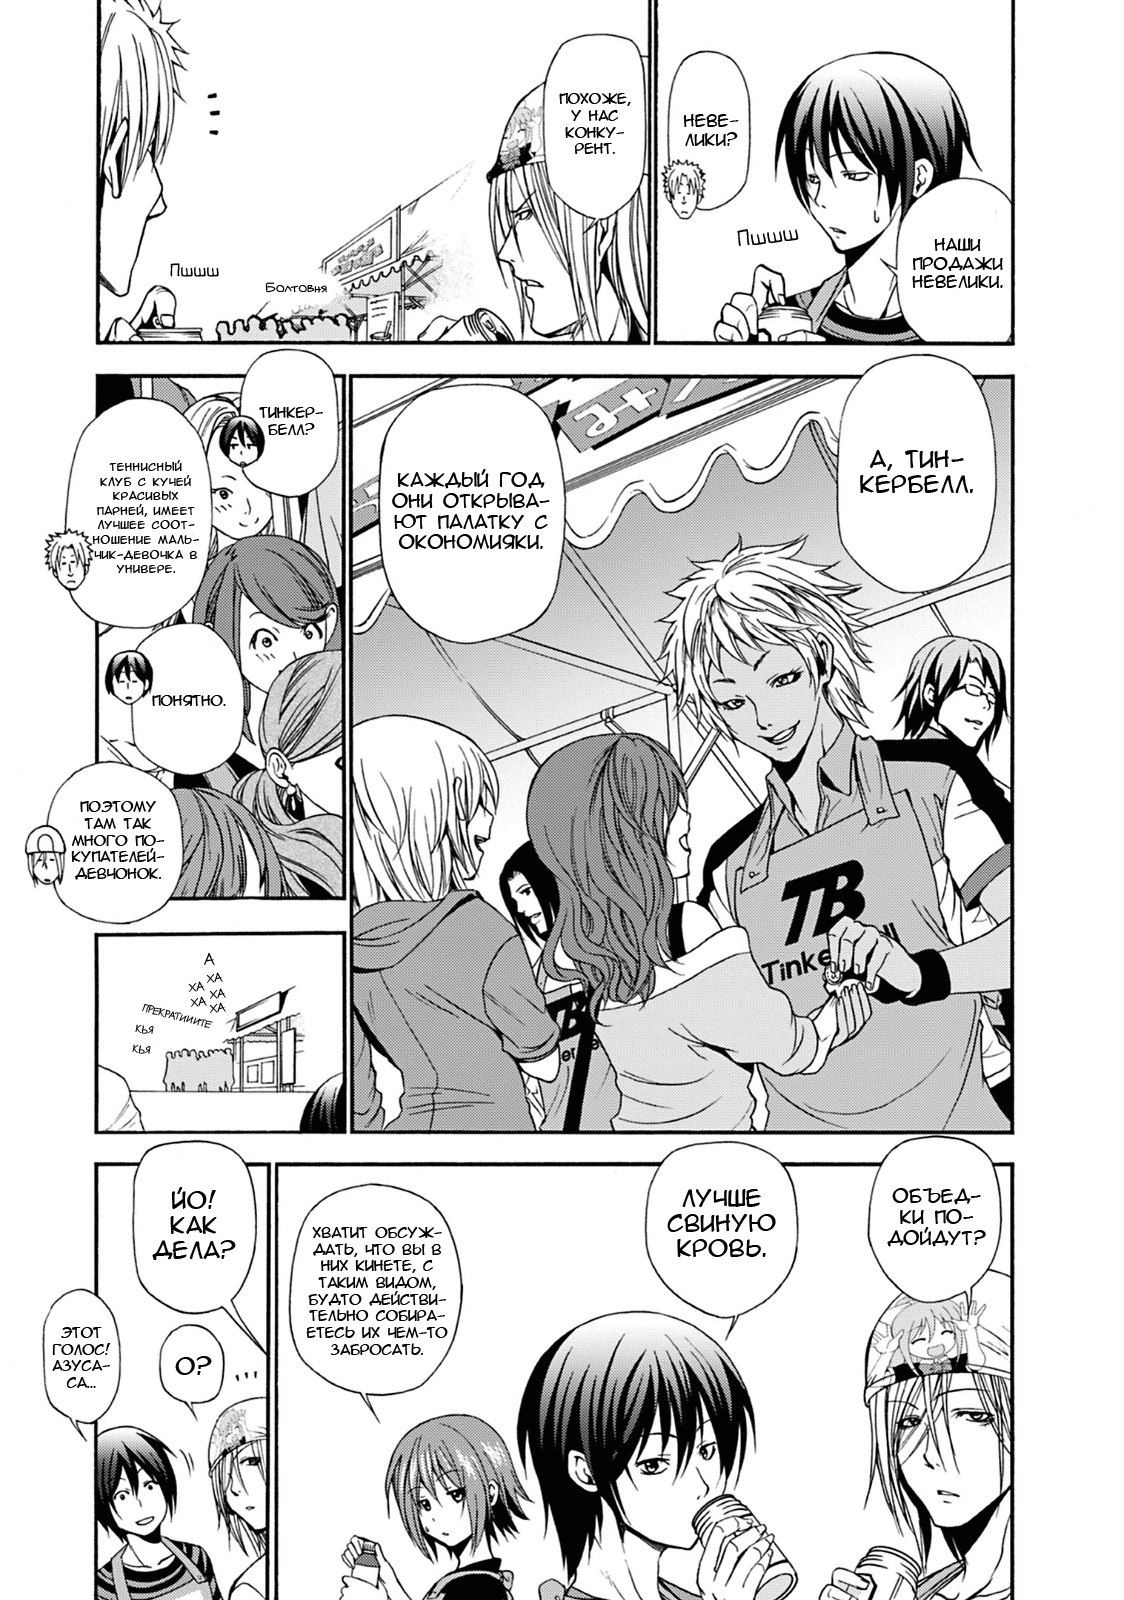 НАШИ
ПРОДАЖИ
НЕВЕЛИКИ.
НЕВЕ-
ЛИКИ?
Пшшш
ПОХОЖЕ,
У НАС
КОНКУ-
РЕНТ.
Болтовня
Пшшш
А, ТИН-
КЕРБЕЛЛ.
КАЖДЫЙ ГОД
ОНИ ОТКРЫВА-
ЮТ ПАЛАТКУ С
ОКОНОМИЯКИ.
TB
Tinke
ll
ТИНКЕР-
БЕЛЛ?
ТЕННИСНЫЙ
КЛУБ С КУЧЕЙ
КРАСИВЫХ
ПАРНЕЙ, ИМЕЕТ
ЛУЧШЕЕ СООТ-
НОШЕНИЕ МАЛЬ-
ЧИК-ДЕВОЧКА В
УНИВЕРЕ.
ПОНЯТНО.
ПОЭТОМУ
ТАМ ТАК
МНОГО ПО-
КУПАТЕЛЕЙ-
ДЕВЧОНОК.
А
ХА
ХА ХА
ХА ХА
ПРЕКРАТИИИТЕ
КЬЯ
КЬЯ
ОБЪЕД-
КИ ПО-
ДОЙДУТ?
ЛУЧШЕ
СВИНУЮ
КРОВЬ.
ХВАТИТ ОБСУЖ-
ДАТЬ, ЧТО ВЫ В
НИХ КИНЕТЕ, С
ТАКИМ ВИДОМ,
БУДТО ДЕЙСТВИ-
ТЕЛЬНО СОБИРА-
ЕТЕСЬ ИХ ЧЕМ-ТО
ЗАБРОСАТЬ.
ЙО!
КАК
ДЕЛА?
О?
ЭТОТ
ГОЛОС!
АЗУСА-
СА...